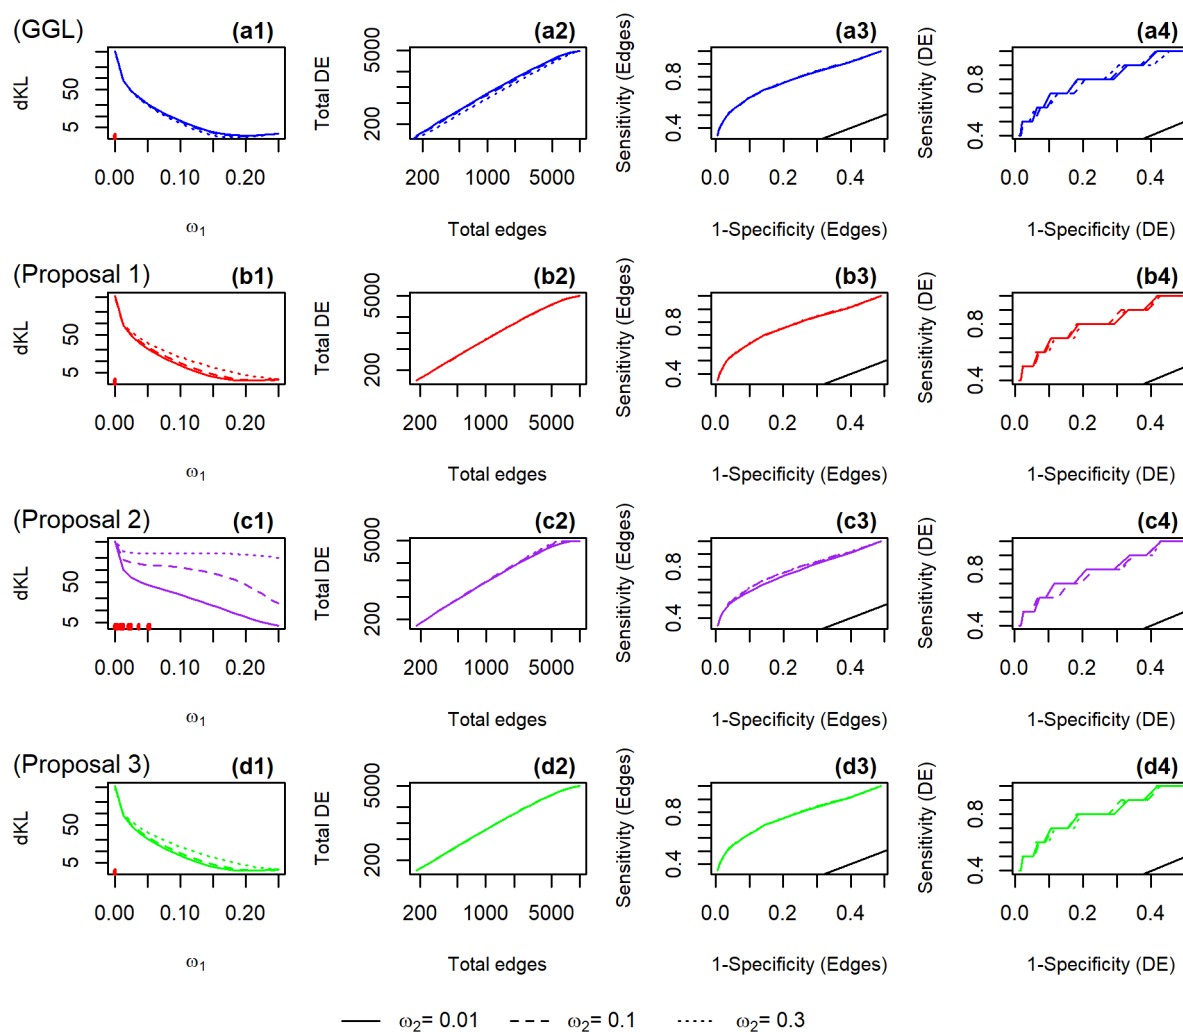 (GGL) (a1) (a2) (a3) (a4)
dKL 5 50
0.00 0.10 0.20
ω1
Total DE 200 5000
200 1000 5000
Total edges
Sensitivity (Edges) 0.4 0.8
0.0 0.2 0.4
1-Specificity (Edges)
Sensitivity (DE) 0.4 0.8
0.0 0.2 0.4
1-Specificity (DE)
(Proposal 1) (b1) (b2) (b3) (b4)
dKL 5 50
0.00 0.10 0.20
ω1
Total DE 200 5000
200 1000 5000
Total edges
Sensitivity (Edges) 0.4 0.8
0.0 0.2 0.4
1-Specificity (Edges)
Sensitivity (DE) 0.4 0.8
0.0 0.2 0.4
1-Specificity (DE)
(Proposal 2) (c1) (c2) (c3) (c4)
dKL 5 50
0.00 0.10 0.20
ω1
Total DE 200 5000
200 1000 5000
Total edges
Sensitivity (Edges) 0.4 0.8
0.0 0.2 0.4
1-Specificity (Edges)
Sensitivity (DE) 0.4 0.8
0.0 0.2 0.4
1-Specificity (DE)
(Proposal 3) (d1) (d2) (d3) (d4)
dKL 5 50
0.00 0.10 0.20
ω1
Total DE 200 5000
200 1000 5000
Total edges
Sensitivity (Edges) 0.4 0.8
0.0 0.2 0.4
1-Specificity (Edges)
Sensitivity (DE) 0.4 0.8
0.0 0.2 0.4
1-Specificity (DE)
ω2= 0.01 ω2= 0.1 ω2= 0.3